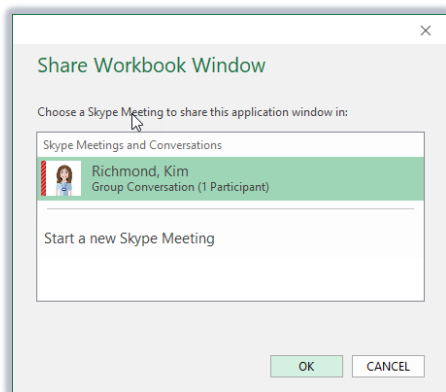 Share Workbook Window
Choose a Skype Meeting to share this application window in:
Skype Meetings and Conversations
Richmond, Kim
Group Conversation (1 Participant)
Start a new Skype Meeting
OK CANCEL